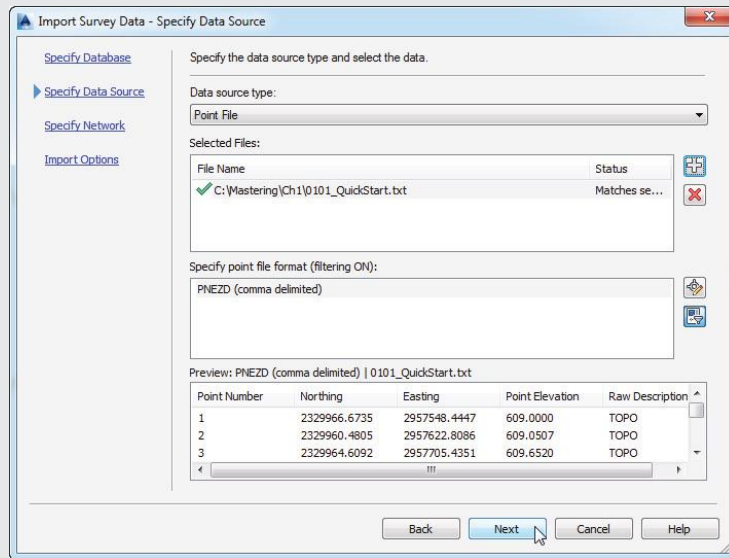 Import Survey Data - Specify Data Source
Specify Database
Specify Data Source
Specify Network
Import Options
Specify the data source type and select the data.
Data source type:
Point File
Selected Files:
File Name Status
C:\Mastering\Ch1\0101_QuickStart.txt Matches se...
Specify point file format (filtering ON):
PNEZD (comma delimited)
Preview: PNEZD (comma delimited) | 0101_QuickStart.txt
Point Number Northing Easting Point Elevation Raw Description
1 2329966.6735 2957548.4447 609.0000 TOPO
2 2329960.4805 2957622.8086 609.0507 TOPO
3 2329964.6092 2957705.4351 609.6520 TOPO
Back Next Cancel Help